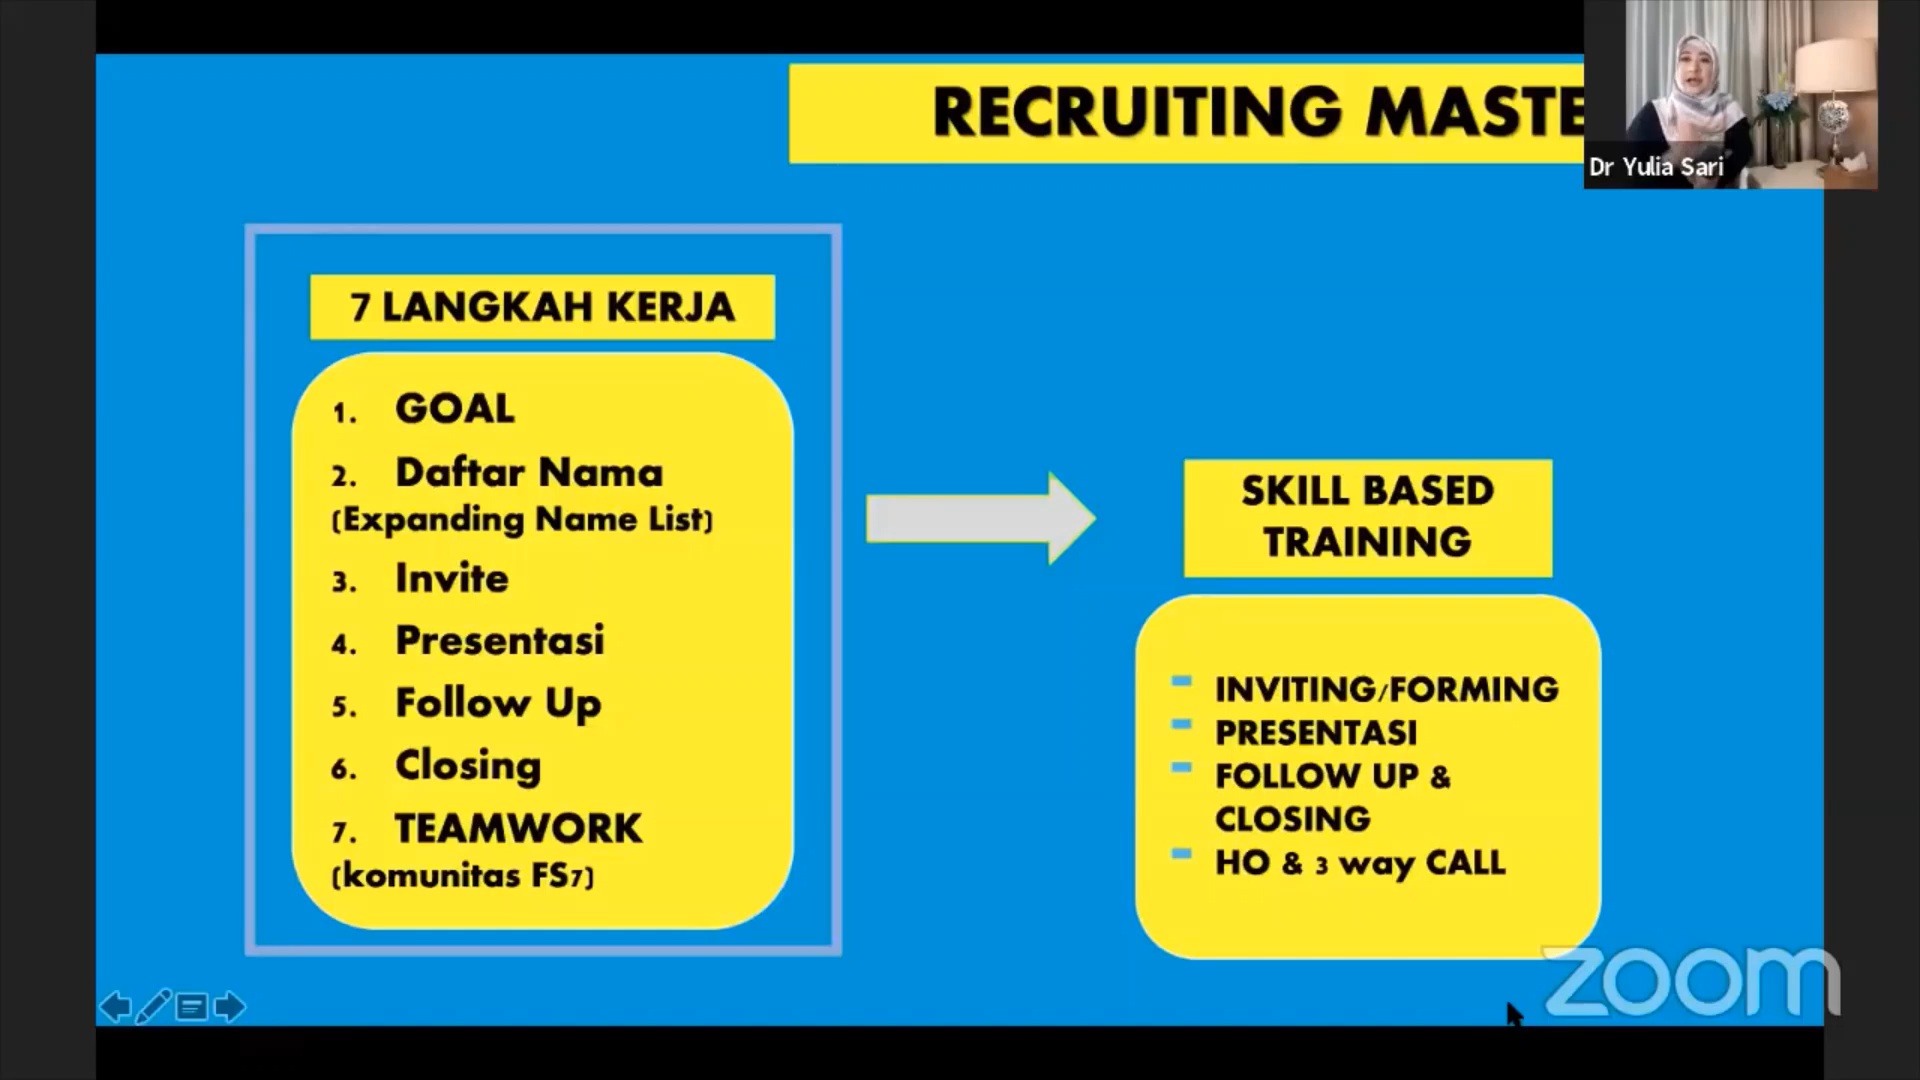 RECRUITING MASTE
Dr Yulia Sari
7 LANGKAH KERJA
1. GOAL
2. Daftar Nama
(Expanding Name List)
3. Invite
4. Presentasi
5. Follow Up
6. Closing
7. TEAMWORK
(komunitas FS7)
SKILL BASED
TRAINING
INVITING/FORMING
PRESENTASI
FOLLOW UP &
CLOSING
HO & 3 way CALL
zoom